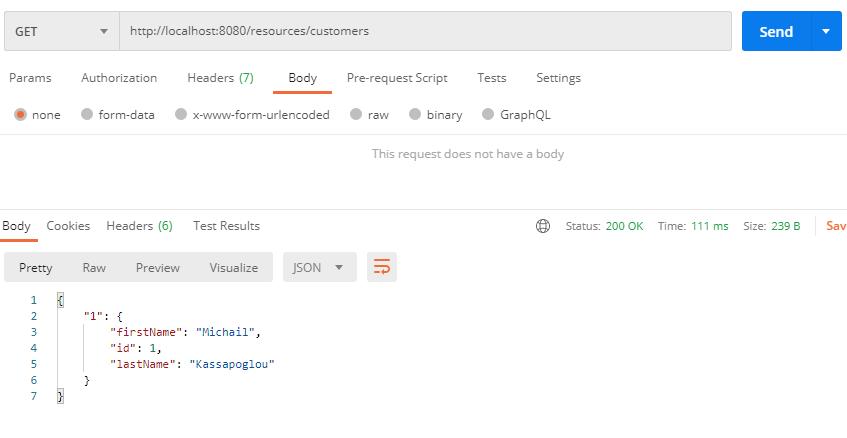 GET http://localhost:8080/resources/customers Send
Params Authorization Headers (7) Body Pre-request Script Tests Settings
none form-data x-www-form-urlencoded raw binary GraphQL
This request does not have a body
Body Cookies Headers (6) Test Results Status: 200 OK Time: 111 ms Size: 239 B Sav
Pretty Raw Preview Visualize JSON
1 {
2 "1": {
3 "firstName": "Michail",
4 "id": 1,
5 "lastName": "Kassapoglou"
6 }
7 }